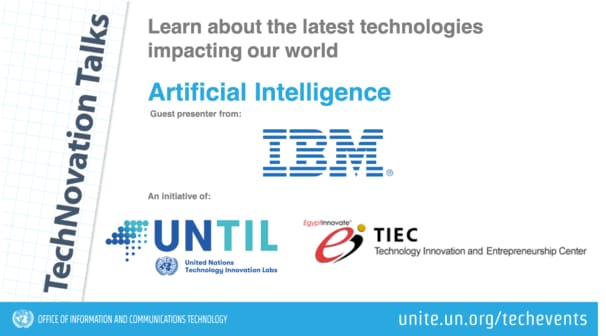 TechNovation Talks
Learn about the latest technologies
impacting our world
Artificial Intelligence
Guest presenter from:
IBM®
An initiative of:
UNTIL
United Nations
Technology Innovation Labs
EgyptInnovate
ei
TIEC
Technology Innovation and Entrepreneurship Center
OFFICE OF INFORMATION AND COMMUNICATIONS TECHNOLOGY
unite.un.org/techevents